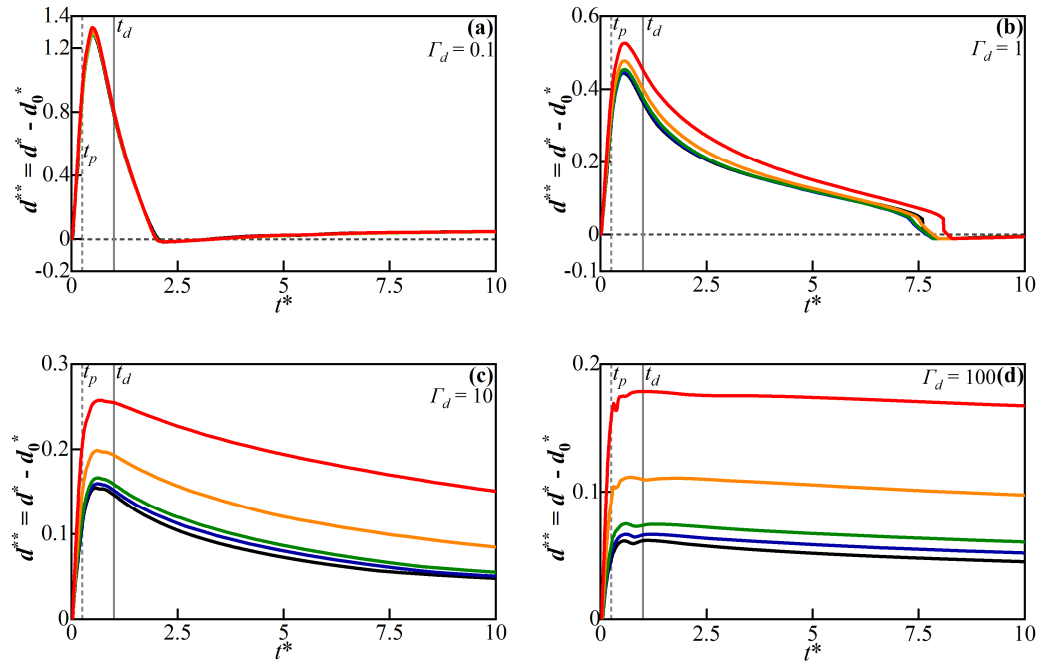 1.4
1.2
0.8
0.4
0
-0.2
t_p
t_d
(a)
Γ_d = 0.1
d** = d* - d_0*
0
2.5
5
7.5
10
t*
0.6
0.4
0.2
0
-0.1
t_p
t_d
(b)
Γ_d = 1
d** = d* - d_0*
0
2.5
5
7.5
10
t*
0.3
0.2
0.1
0
t_p
t_d
(c)
Γ_d = 10
d** = d* - d_0*
0
2.5
5
7.5
10
t*
0.2
0.1
0
t_p
t_d
Γ_d = 100(d)
d** = d* - d_0*
0
2.5
5
7.5
10
t*